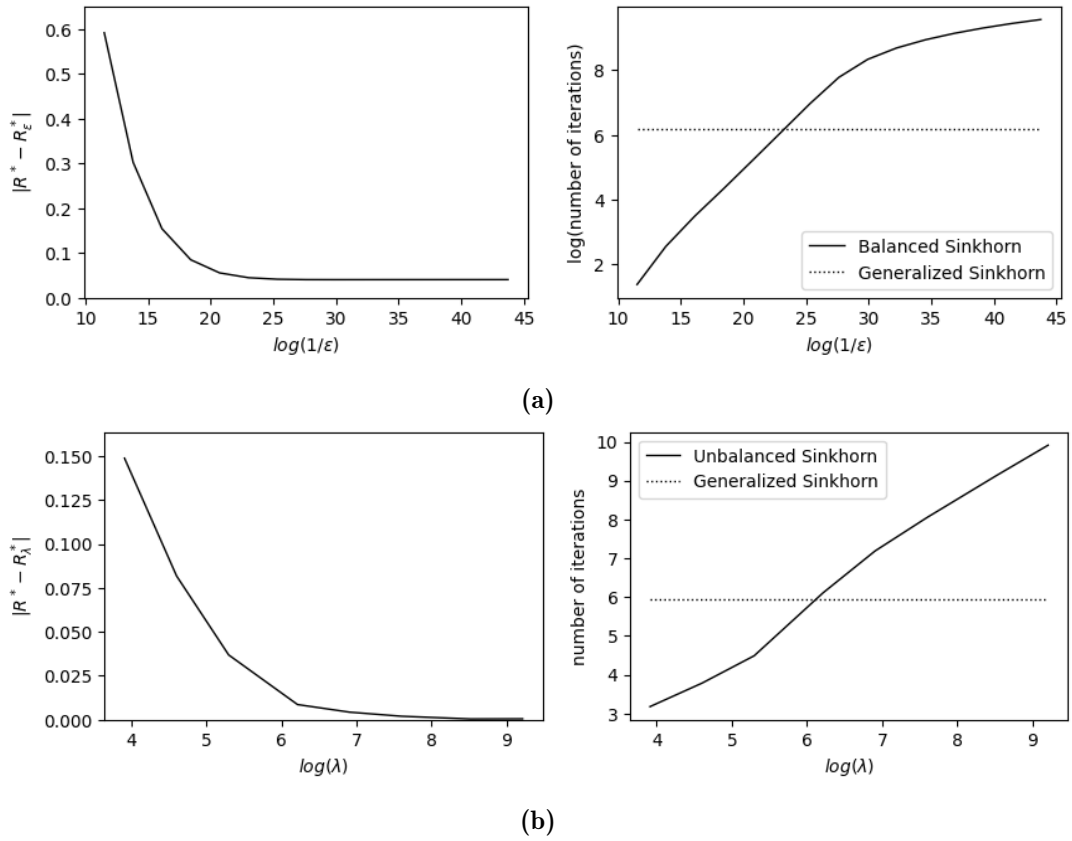 0.6
0.5
0.4
0.3
0.2
0.1
0.0
|R* − R*ε|
10 15 20 25 30 35 40 45
log(1/ε)
8
6
4
2
log(number of iterations)
Balanced Sinkhorn
Generalized Sinkhorn
10 15 20 25 30 35 40 45
log(1/ε)
(a)
0.150
0.125
0.100
0.075
0.050
0.025
0.000
|R* − R*λ|
4 5 6 7 8 9
log(λ)
10
9
8
7
6
5
4
3
number of iterations
Unbalanced Sinkhorn
Generalized Sinkhorn
4 5 6 7 8 9
log(λ)
(b)